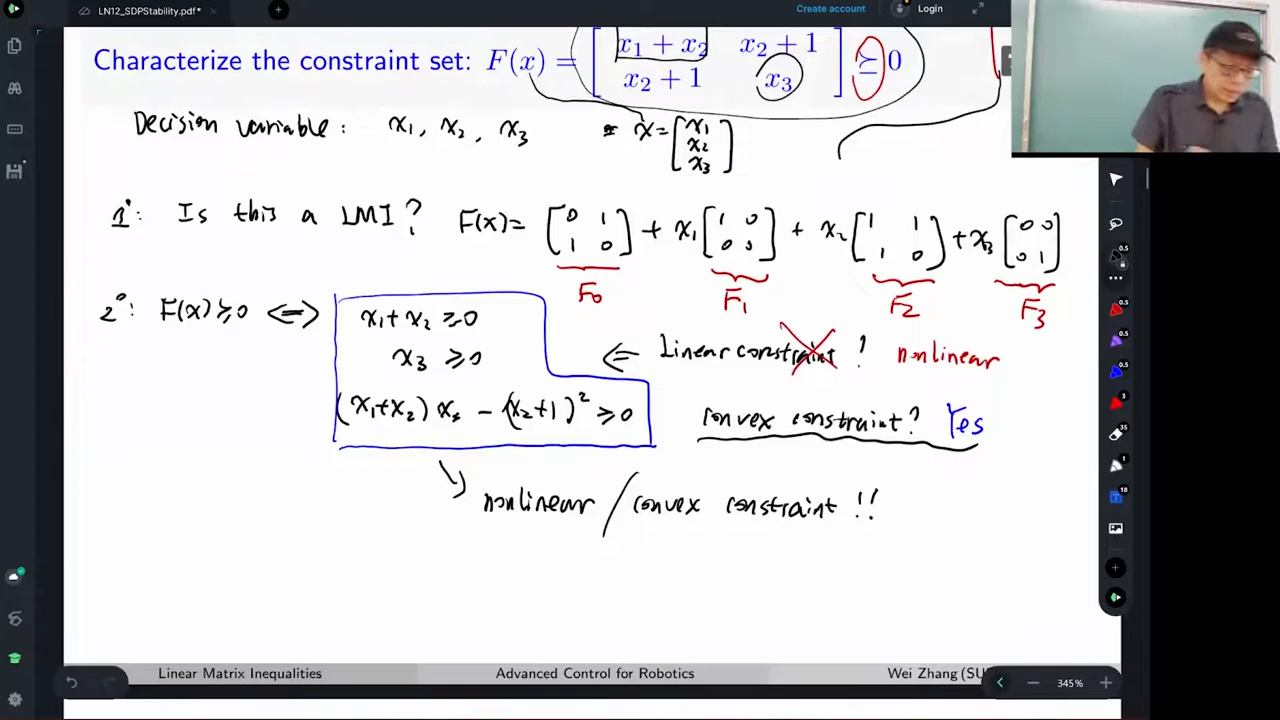 LN12_SDPStability.pdf*
Create account
Login
Characterize the constraint set: F(x) = [ x₁ + x₂ x₂ + 1 ] ⪰ 0
[ x₂ + 1 x₃ ]
Decision variable: x₁, x₂, x₃ x = [x₁ x₂ x₃]
1°: Is this a LMI? F(x) = [0 1; 1 0] + x₁ [1 0; 0 0] + x₂ [1 1; 1 0] + x₃ [0 0; 0 1]
F₀ F₁ F₂ F₃
2°: F(x) ≽ 0 ⟺ x₁ + x₂ ≥ 0
x₃ ≥ 0 ⇐ Linear constraint ? nonlinear
(x₁+x₂) x₃ − (x₂+1)² ≥ 0 convex constraint? Yes
nonlinear / convex constraint !!
Linear Matrix Inequalities Advanced Control for Robotics Wei Zhang (SU
345%